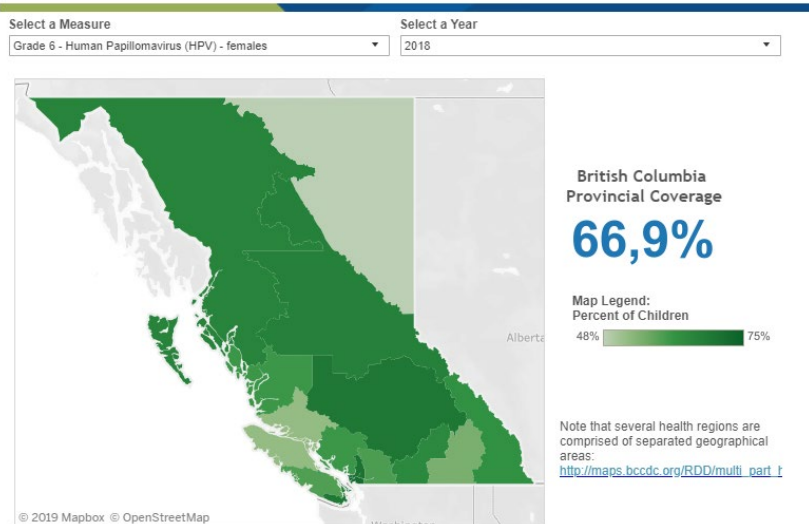 Select a Measure
Select a Year
Grade 6 - Human Papillomavirus (HPV) - females
2018
British Columbia
Provincial Coverage
66,9%
Map Legend:
Percent of Children
48%
75%
Alberta
Note that several health regions are
comprised of separated geographical
areas:
http://maps.bccdc.org/RDD/multi_part_h
© 2019 Mapbox © OpenStreetMap
Washington